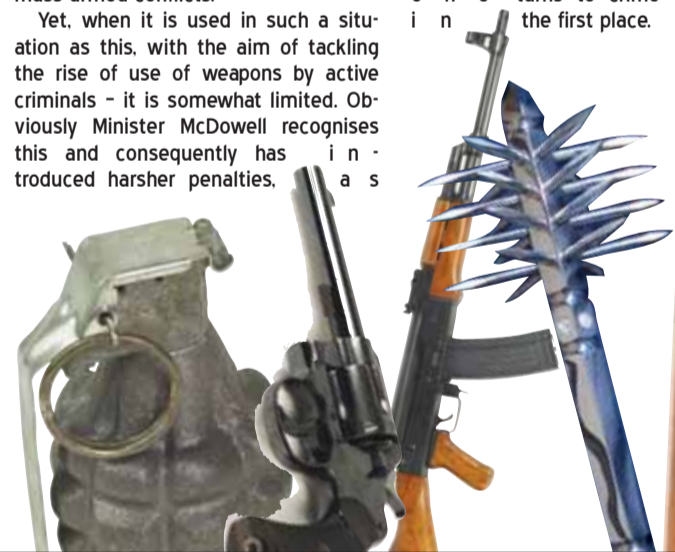 Yet, when it is used in such a situ-
ation as this, with the aim of tackling
the rise of use of weapons by active
criminals – it is somewhat limited. Ob-
viously Minister McDowell recognises
this and consequently has in-
troduced harsher penalties, as
in the first place.